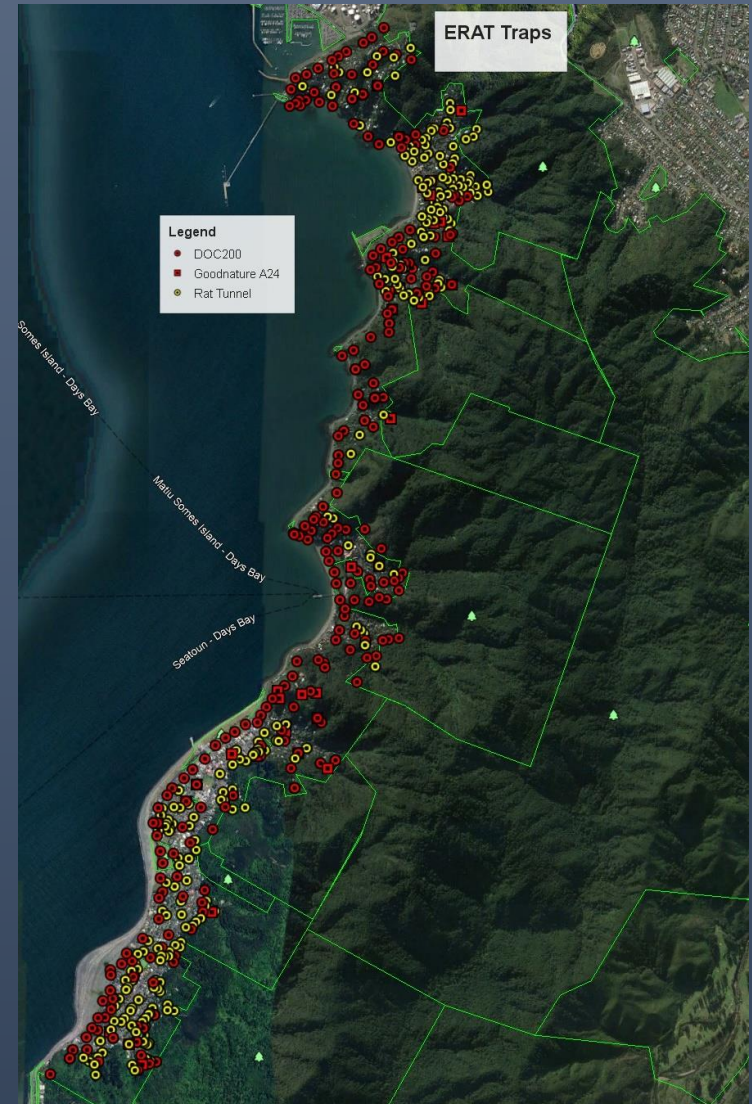 ERAT Traps
Legend
DOC200
Goodnature A24
Rat Tunnel
Somes Island - Days Bay
Matiu Somes Island - Days Bay
Seatoun - Days Bay